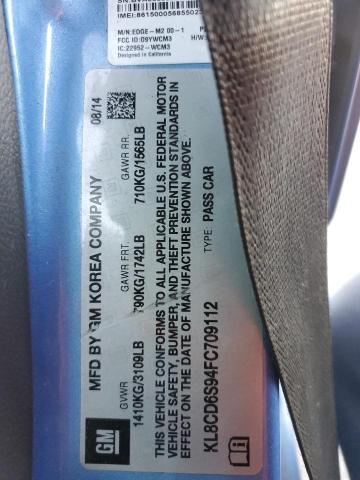 IMEI:86150005685502
M/N:EDGE-M2 00-1
FCC ID:O9YWCM3
IC:22952-WCM3
Designed in California
H/W:
GM
MFD BY GM KOREA COMPANY
08/14
GVWR
GAWR FRT.
GAWR RR.
1410KG/3109LB
790KG/1742LB
710KG/1565LB
THIS VEHICLE CONFORMS TO ALL APPLICABLE U.S. FEDERAL MOTOR
VEHICLE SAFETY, BUMPER, AND THEFT PREVENTION STANDARDS IN
EFFECT ON THE DATE OF MANUFACTURE SHOWN ABOVE.
KL8CD6S94FC709112
TYPE: PASS CAR